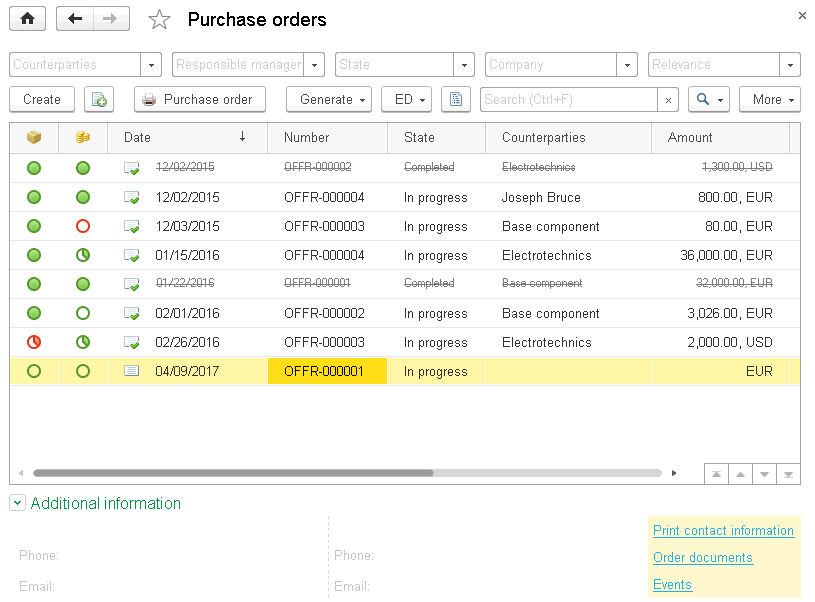 Purchase orders
Counterparties Responsible manager State Company Relevance
Create Purchase order Generate ED Search (Ctrl+F) × More
Date ↓ Number State Counterparties Amount
12/02/2015 OFFR-000002 Completed Electrotechnics 1,300.00, USD
12/02/2015 OFFR-000004 In progress Joseph Bruce 800.00, EUR
12/03/2015 OFFR-000003 In progress Base component 80.00, EUR
01/15/2016 OFFR-000004 In progress Electrotechnics 36,000.00, EUR
01/22/2016 OFFR-000001 Completed Base component 32,000.00, EUR
02/01/2016 OFFR-000002 In progress Base component 3,026.00, EUR
02/26/2016 OFFR-000003 In progress Electrotechnics 2,000.00, USD
04/09/2017 OFFR-000001 In progress EUR
Additional information
Print contact information
Phone: Phone:
Order documents
Email: Email:
Events